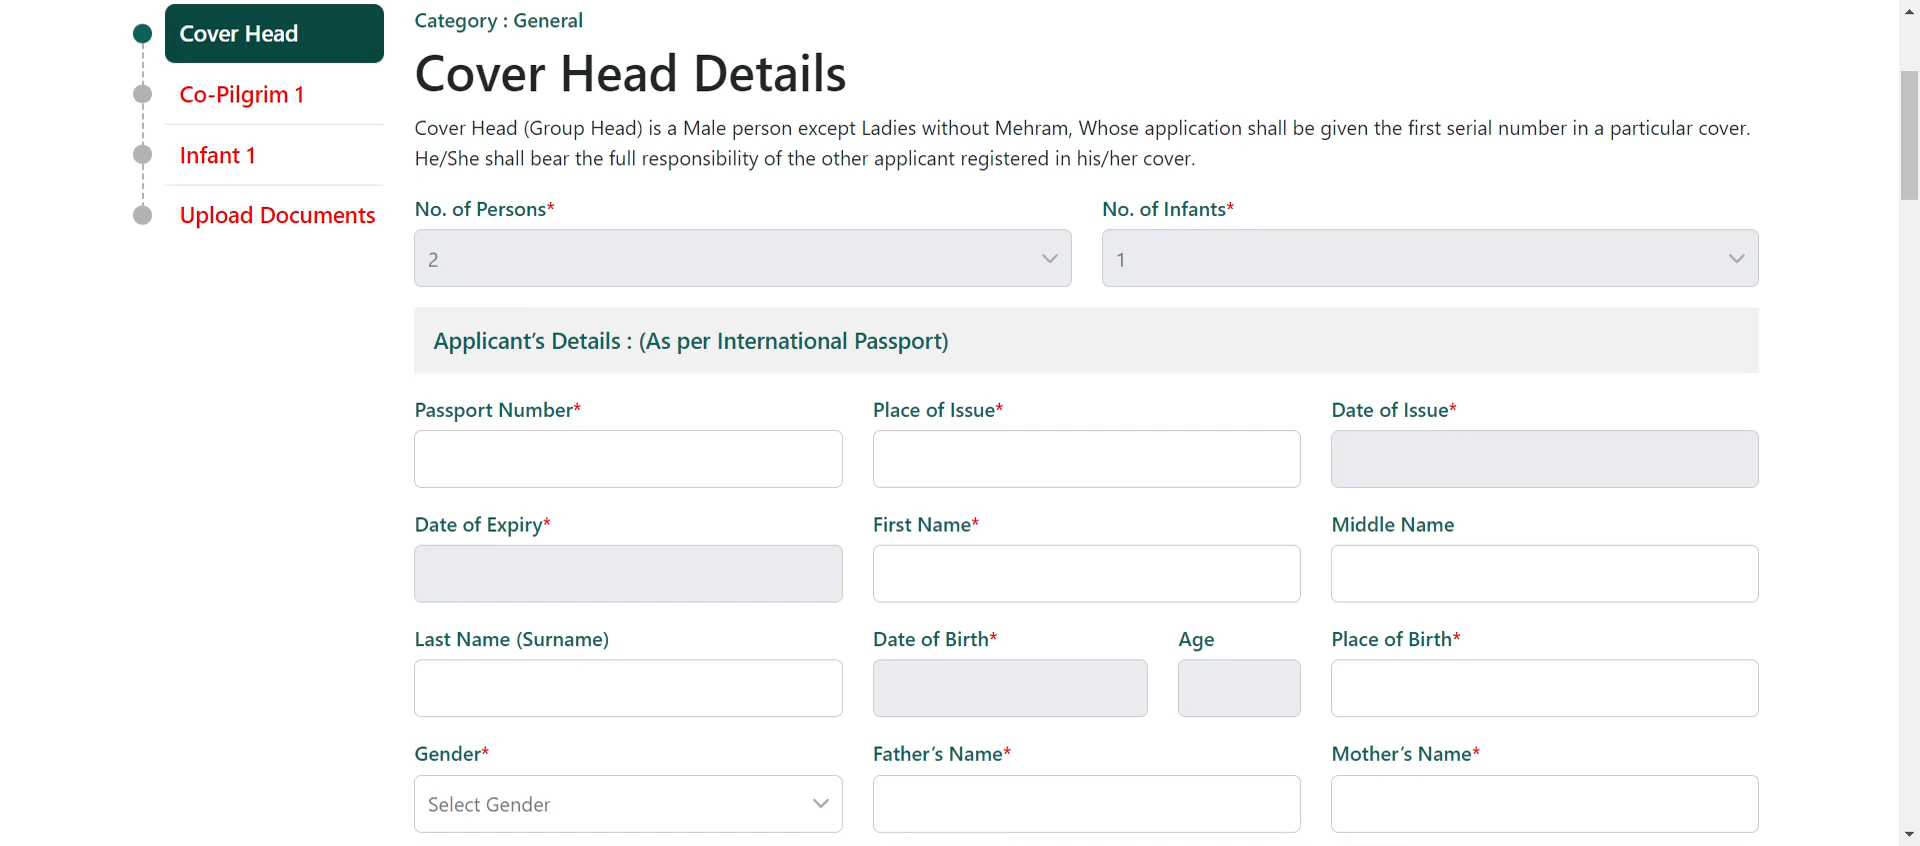 Cover Head
Co-Pilgrim 1
Infant 1
Upload Documents
Category : General
Cover Head Details
Cover Head (Group Head) is a Male person except Ladies without Mehram, Whose application shall be given the first serial number in a particular cover.
He/She shall bear the full responsibility of the other applicant registered in his/her cover.
No. of Persons*
No. of Infants*
2
1
Applicant’s Details : (As per International Passport)
Passport Number*
Place of Issue*
Date of Issue*
Date of Expiry*
First Name*
Middle Name
Last Name (Surname)
Date of Birth*
Age
Place of Birth*
Gender*
Father’s Name*
Mother’s Name*
Select Gender